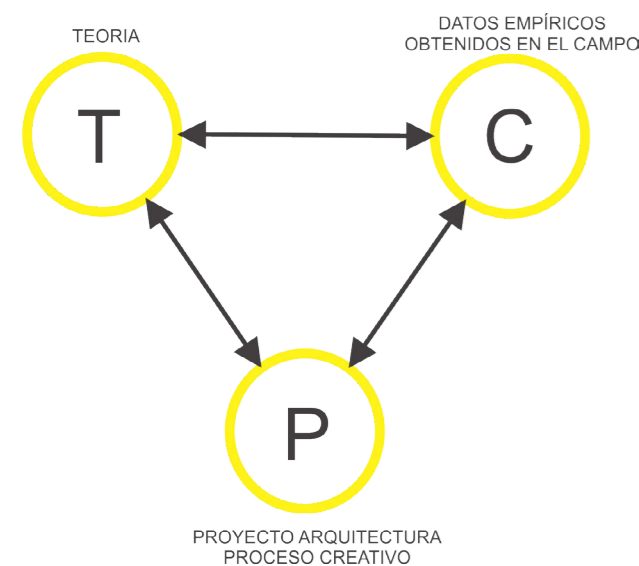 TEORIA
DATOS EMPÍRICOS
OBTENIDOS EN EL CAMPO
T
C
P
PROYECTO ARQUITECTURA
PROCESO CREATIVO